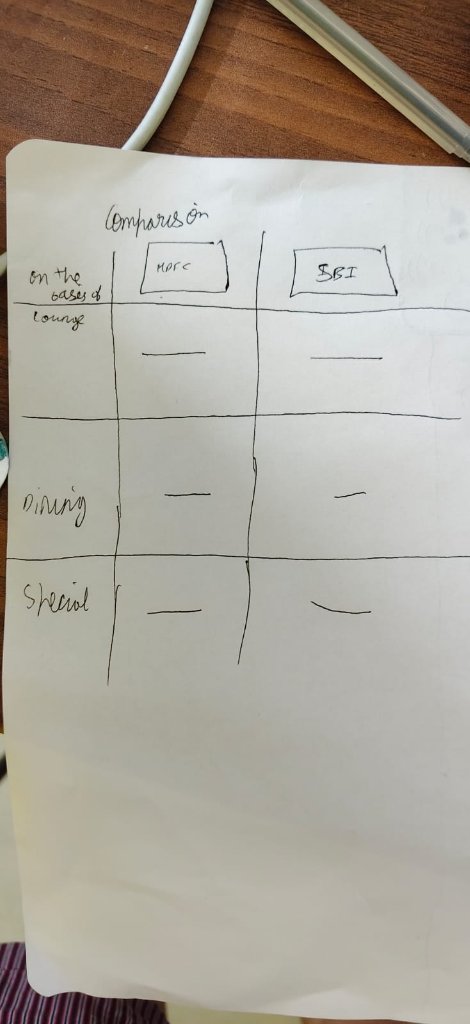 Comparison
on the
bases of
HDFC
SBI
Lounge
Dining
Special